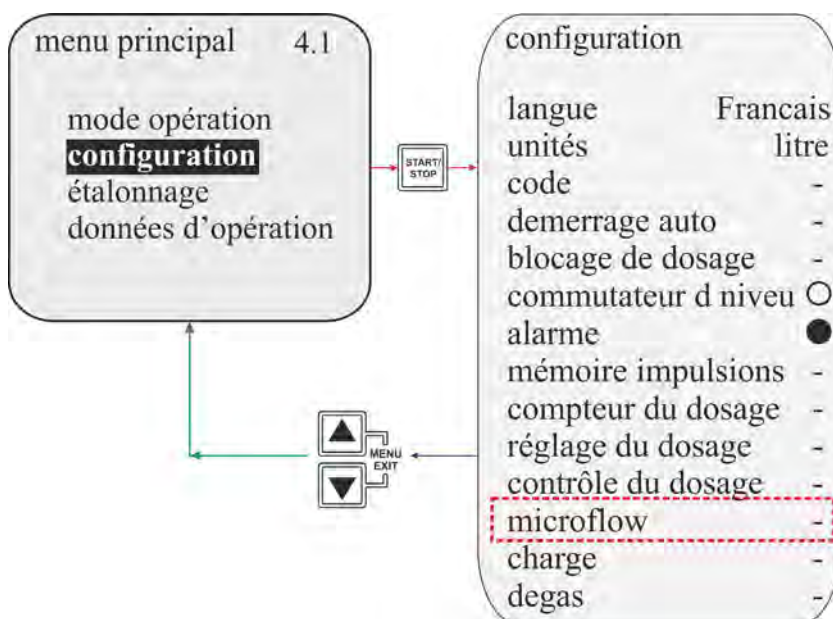 menu principal 4.1
mode opération
configuration
étalonnage
données d'opération
START/
STOP
MENU
EXIT
configuration
langue Francais
unités litre
code -
demerrage auto -
blocage de dosage -
commutateur d niveu
alarme
mémoire impulsions -
compteur du dosage -
réglage du dosage -
contrôle du dosage -
microflow -
charge -
degas -